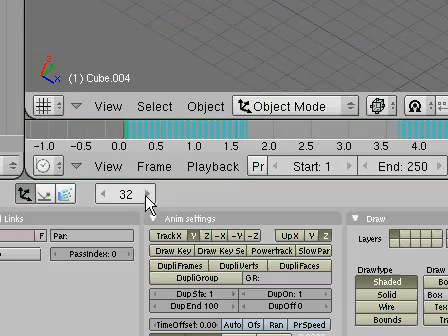 z
x
(1) Cube.004
View Select Object Object Mode
-1.0 -0.0 0.0 0.5 1.0 1.5 2.0 2.5 3.0 3.5 4.0
View Frame Playback Pr Start: 1 End: 250
32
Links Anim settings Draw
F Par: TrackX Y Z -X -Y -Z UpX Y Z Layers
PassIndex: 0 Draw Key Draw Key Se Powertrack Slow Par
DupliFrames DupliVerts DupliFaces Drawtype
DupliGroup GR: Shaded
DupSta: 1 DupOn: 1 Solid Box
DupEnd 100 DupOff 0 Wire
TimeOffset: 0.00 Auto Ofs Ran PrSpeed Bounds